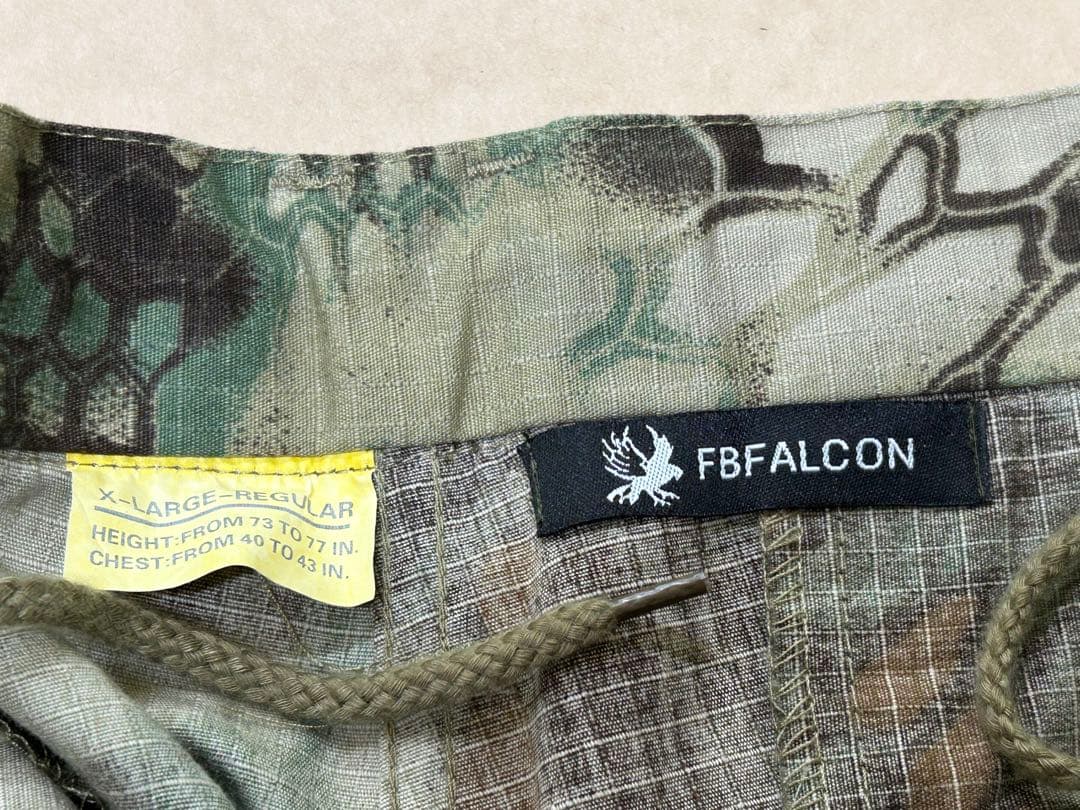 X-LARGE-REGULAR
HEIGHT:FROM 73 TO 77 IN.
CHEST:FROM 40 TO 43 IN.
FBFALCON